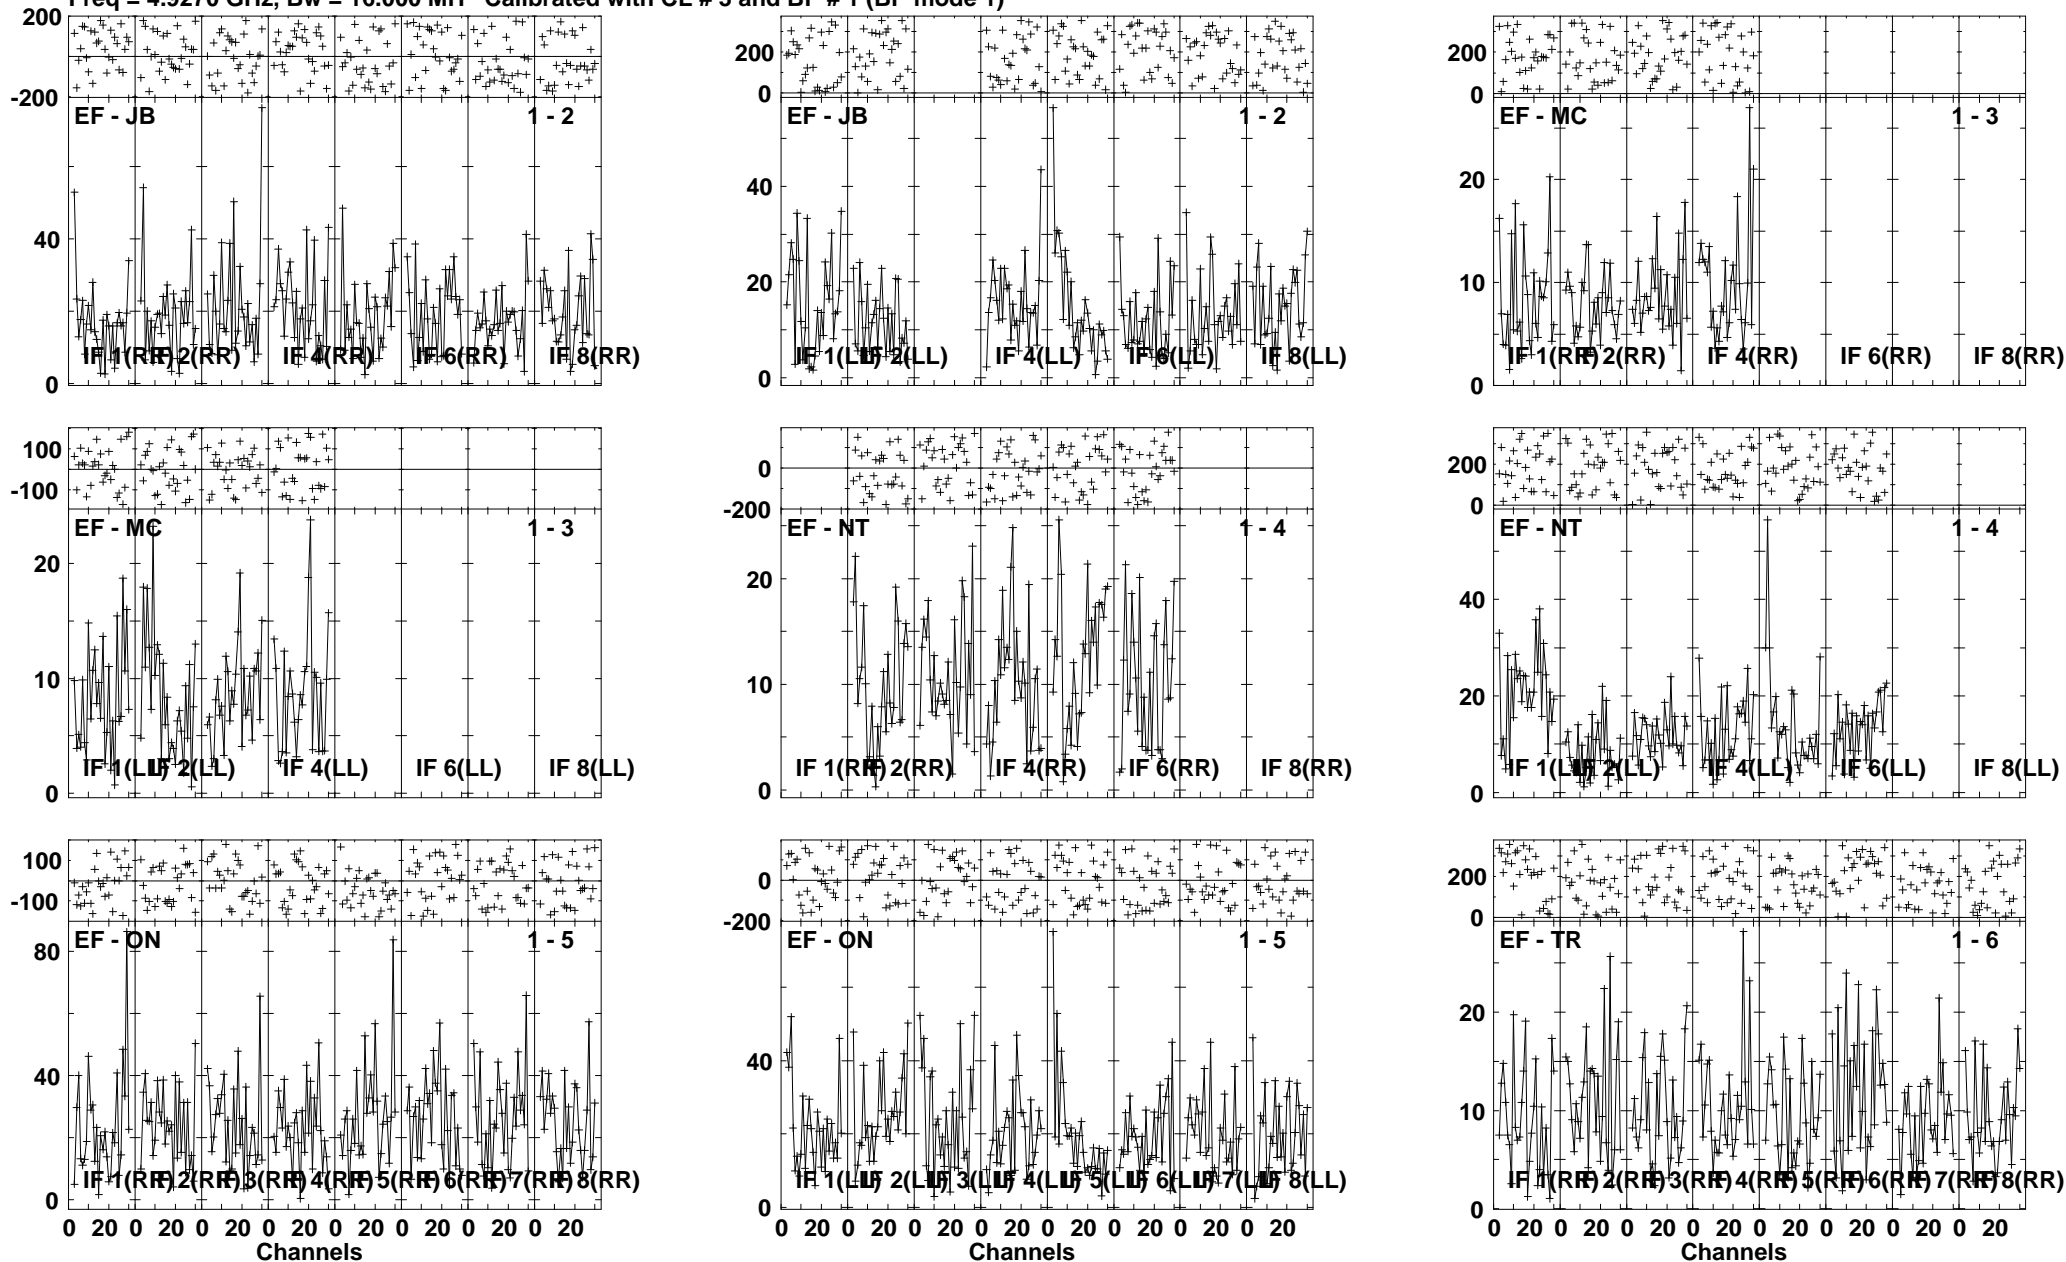 Freq = 4.9270 GHz, Bw = 16.000 MH Calibrated with CL # 3 and BP # 1 (BP mode 1)
200
-200
200
0
200
0
EF - JB 1 - 2
EF - JB 1 - 2
EF - MC 1 - 3
40
0
40
20
0
20
10
0
IF 1(RR) IF 2(RR) IF 4(RR) IF 6(RR) IF 8(RR)
IF 1(LL) IF 2(LL) IF 4(LL) IF 6(LL) IF 8(LL)
IF 1(RR) IF 2(RR) IF 4(RR) IF 6(RR) IF 8(RR)
100
-100
0
-200
200
0
EF - MC 1 - 3
EF - NT 1 - 4
EF - NT 1 - 4
20
10
0
20
10
0
40
20
0
IF 1(LL) IF 2(LL) IF 4(LL) IF 6(LL) IF 8(LL)
IF 1(RR) IF 2(RR) IF 4(RR) IF 6(RR) IF 8(RR)
IF 1(LL) IF 2(LL) IF 4(LL) IF 6(LL) IF 8(LL)
100
-100
0
-200
200
0
EF - ON 1 - 5
EF - ON 1 - 5
EF - TR 1 - 6
80
40
0
40
0
20
10
0
IF 1(RR) IF 2(RR) IF 3(RR) IF 4(RR) IF 5(RR) IF 6(RR) IF 7(RR) IF 8(RR)
IF 1(LL) IF 2(LL) IF 3(LL) IF 4(LL) IF 5(LL) IF 6(LL) IF 7(LL) IF 8(LL)
IF 1(RR) IF 2(RR) IF 3(RR) IF 4(RR) IF 5(RR) IF 6(RR) IF 7(RR) IF 8(RR)
0 20 0 20 0 20 0 20 0 20 0 20 0 20 0 20
0 20 0 20 0 20 0 20 0 20 0 20 0 20 0 20
0 20 0 20 0 20 0 20 0 20 0 20 0 20 0 20
Channels
Channels
Channels